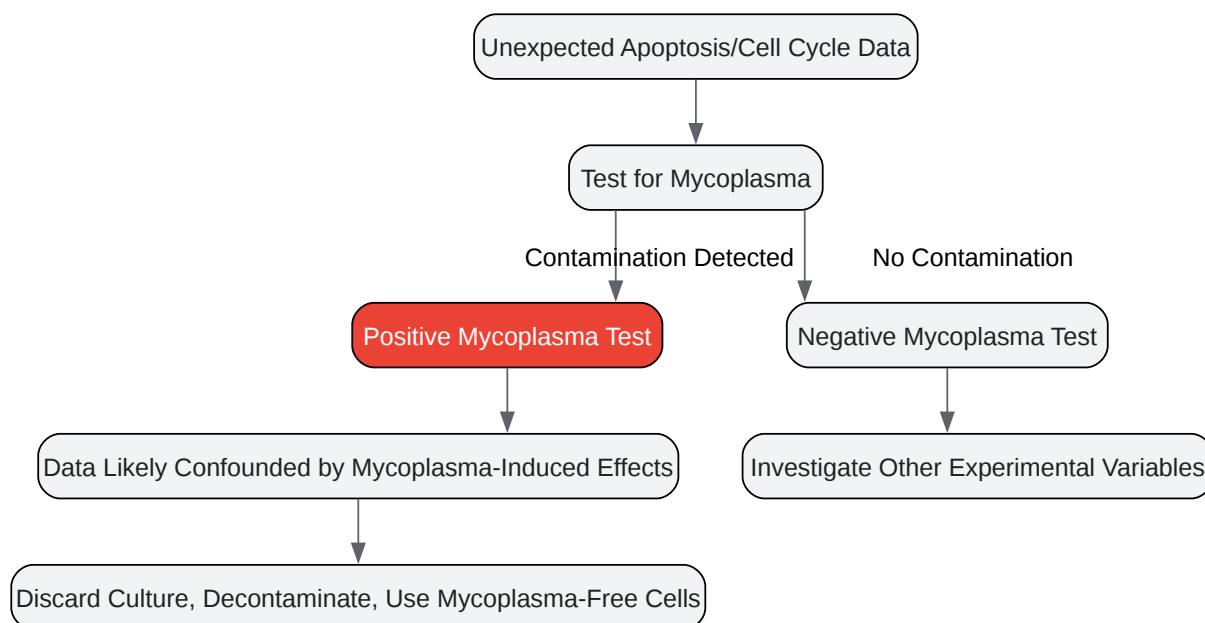 Unexpected Apoptosis/Cell Cycle Data
Test for Mycoplasma
Contamination Detected
No Contamination
Positive Mycoplasma Test
Negative Mycoplasma Test
Data Likely Confounded by Mycoplasma-Induced Effects
Investigate Other Experimental Variables
Discard Culture, Decontaminate, Use Mycoplasma-Free Cells